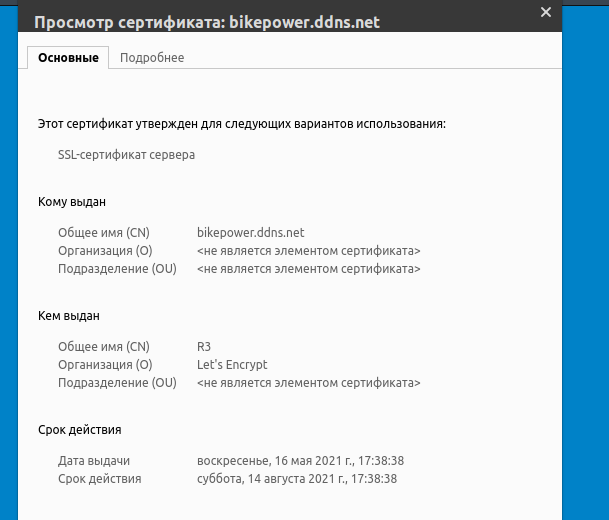 Просмотр сертификата: bikepower.ddns.net
Основные Подробнее
Этот сертификат утвержден для следующих вариантов использования:
SSL-сертификат сервера
Кому выдан
Общее имя (CN) bikepower.ddns.net
Организация (O) <не является элементом сертификата>
Подразделение (OU) <не является элементом сертификата>
Кем выдан
Общее имя (CN) R3
Организация (O) Let's Encrypt
Подразделение (OU) <не является элементом сертификата>
Срок действия
Дата выдачи воскресенье, 16 мая 2021 г., 17:38:38
Срок действия суббота, 14 августа 2021 г., 17:38:38